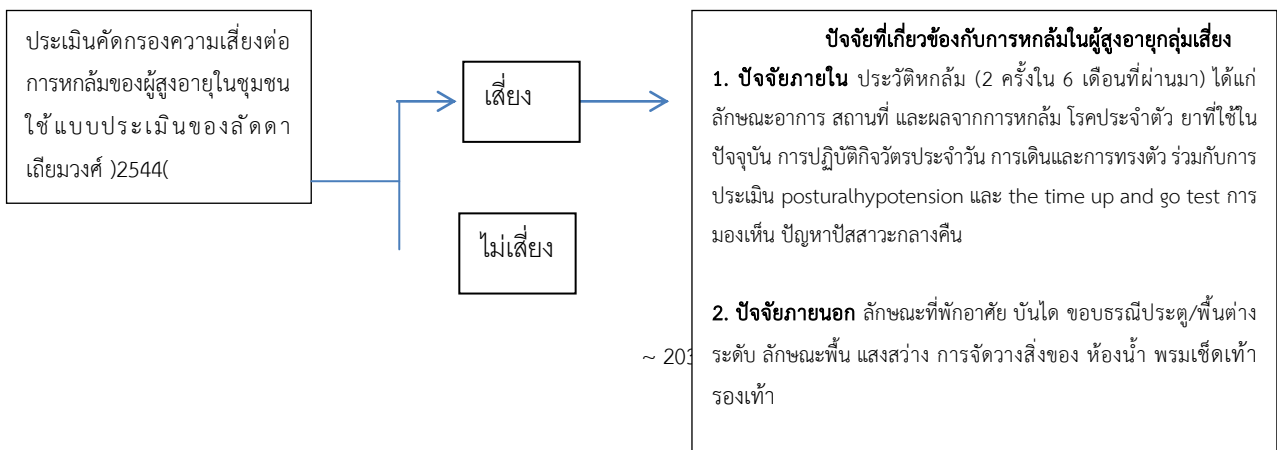 ประเมินคัดกรองความเสี่ยงต่อ
การหกล้มของผู้สูงอายุในชุมชน
ใช้แบบประเมินของลัดดา
เถียมวงศ์ )2544(
เสี่ยง
ไม่เสี่ยง
ปัจจัยที่เกี่ยวข้องกับการหกล้มในผู้สูงอายุกลุ่มเสี่ยง
1. ปัจจัยภายใน ประวัติหกล้ม (2 ครั้งใน 6 เดือนที่ผ่านมา) ได้แก่
ลักษณะอาการ สถานที่ และผลจากการหกล้ม โรคประจำตัว ยาที่ใช้ใน
ปัจจุบัน การปฏิบัติกิจวัตรประจำวัน การเดินและการทรงตัว ร่วมกับการ
ประเมิน posturalhypotension และ the time up and go test การ
มองเห็น ปัญหาปัสสาวะกลางคืน
2. ปัจจัยภายนอก ลักษณะที่พักอาศัย บันได ขอบธรณีประตู/พื้นต่าง
ระดับ ลักษณะพื้น แสงสว่าง การจัดวางสิ่งของ ห้องน้ำ พรมเช็ดเท้า
รองเท้า
~ 203